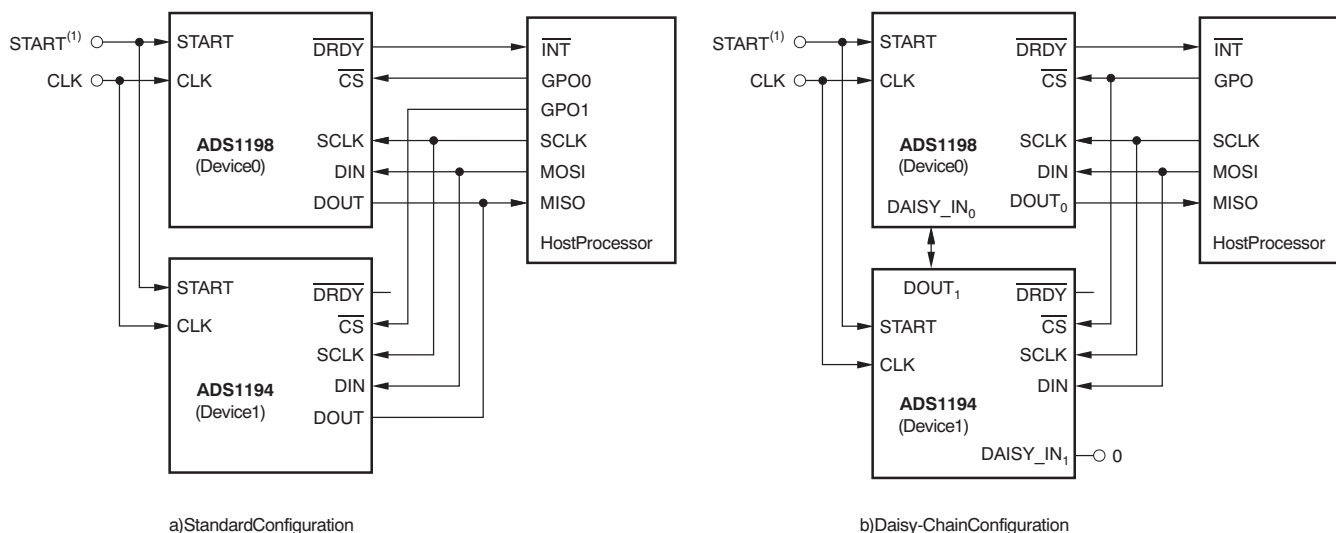 START(1)
CLK
START
CLK
ADS1198
(Device0)
DRDY
CS
SCLK
DIN
DOUT
INT
GPO0
GPO1
SCLK
MOSI
MISO
HostProcessor
START
CLK
ADS1194
(Device1)
DRDY
CS
SCLK
DIN
DOUT
a)StandardConfiguration
START(1)
CLK
START
CLK
ADS1198
(Device0)
DRDY
CS
SCLK
DIN
DOUT0
DAISY_IN0
INT
GPO
SCLK
MOSI
MISO
HostProcessor
DOUT1
START
CLK
ADS1194
(Device1)
DRDY
CS
SCLK
DIN
DAISY_IN1
0
b)Daisy-ChainConfiguration